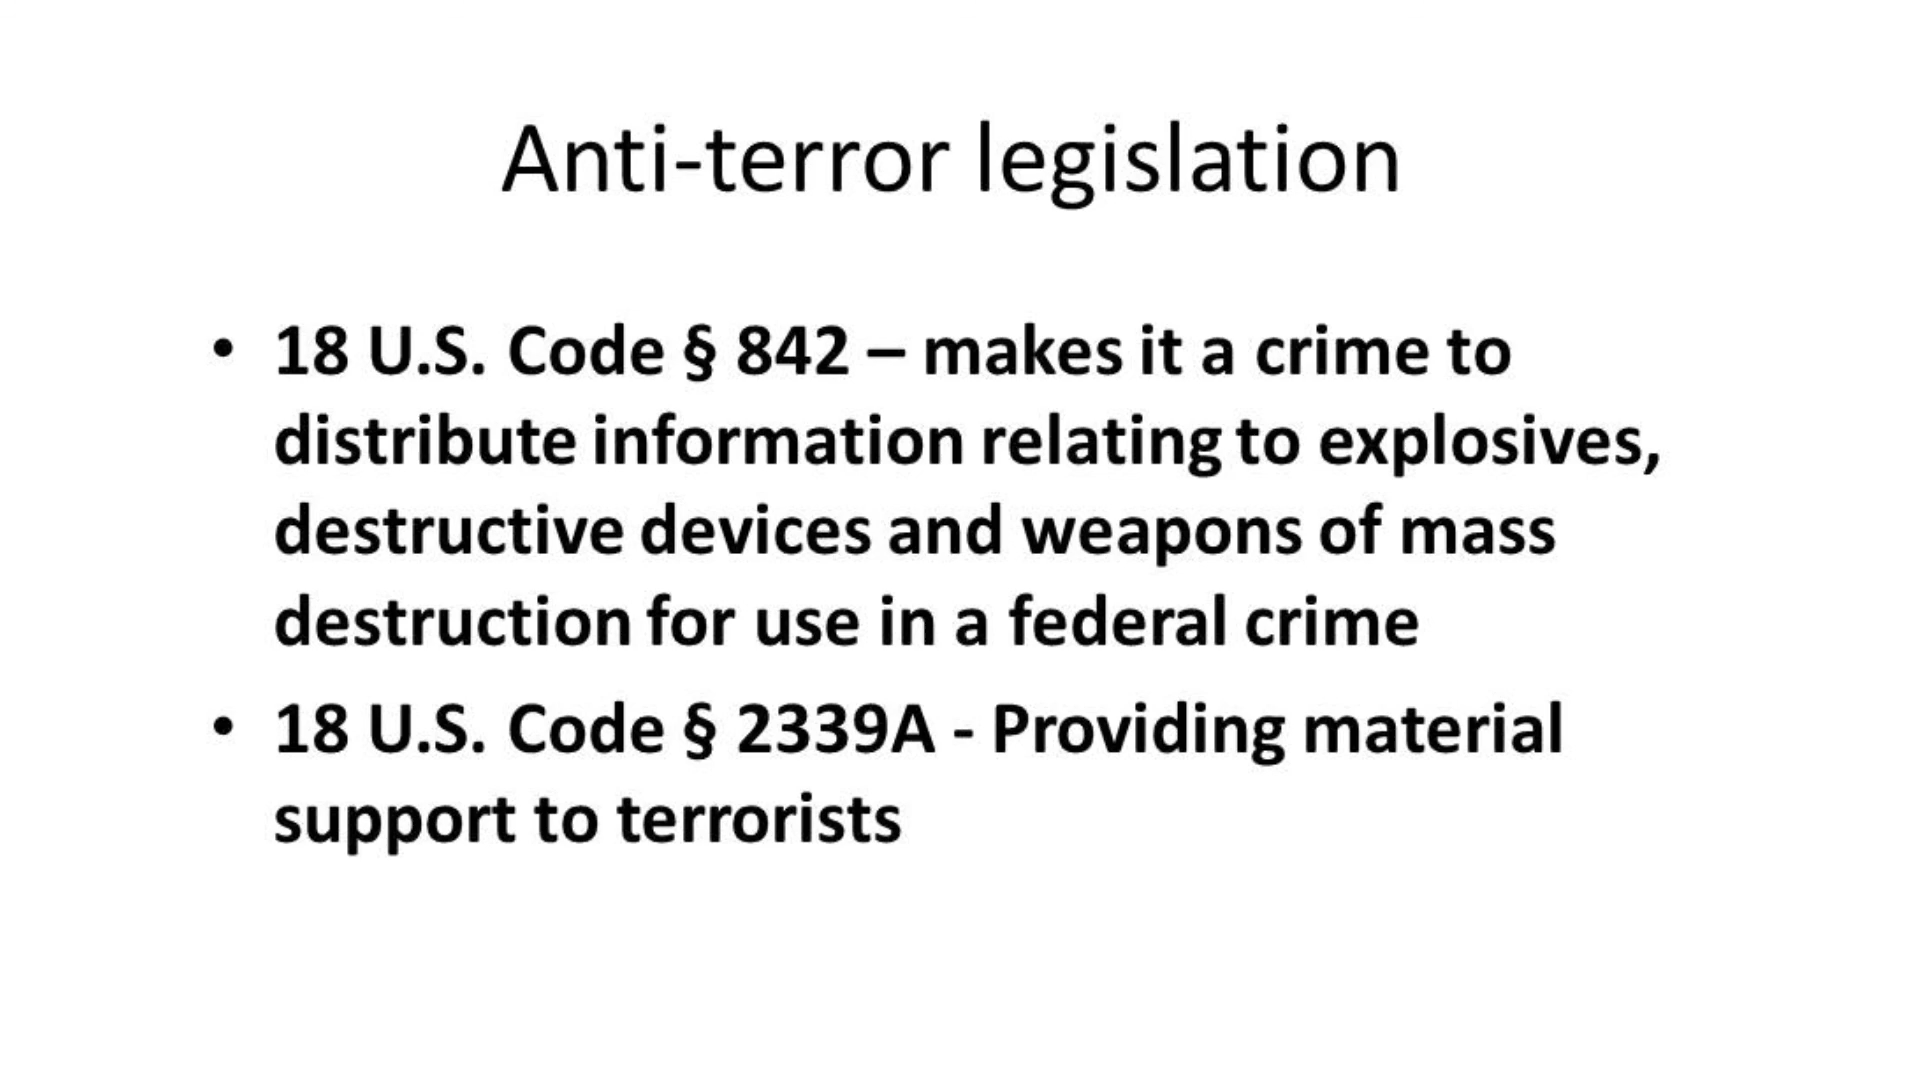 Anti-terror legislation
• 18 U.S. Code § 842 – makes it a crime to
distribute information relating to explosives,
destructive devices and weapons of mass
destruction for use in a federal crime
• 18 U.S. Code § 2339A - Providing material
support to terrorists